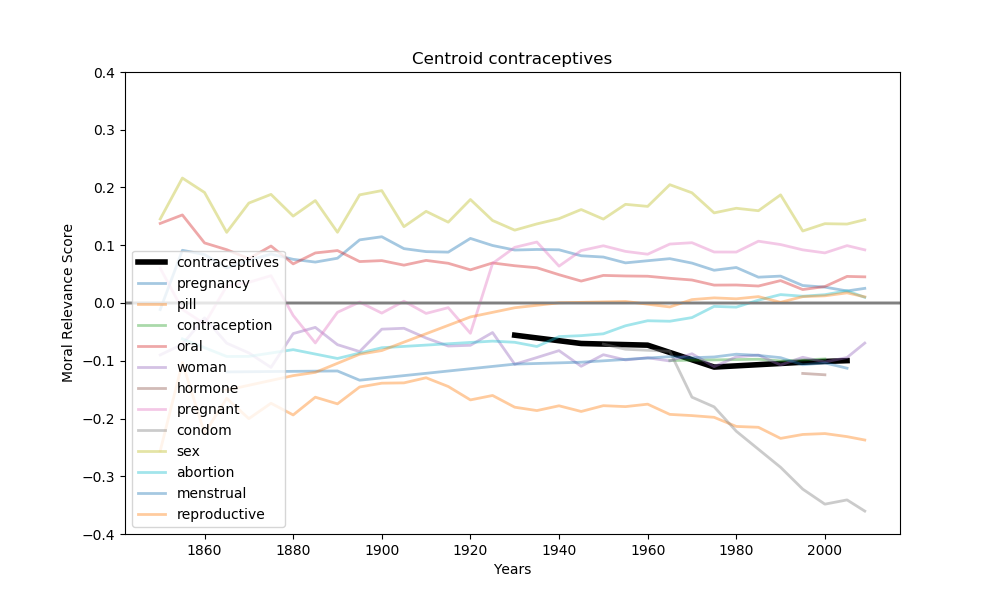 Centroid contraceptives
Moral Relevance Score
0.4
0.3
0.2
0.1
0.0
−0.1
−0.2
−0.3
−0.4
contraceptives
pregnancy
pill
contraception
oral
woman
hormone
pregnant
condom
sex
abortion
menstrual
reproductive
1860 1880 1900 1920 1940 1960 1980 2000
Years